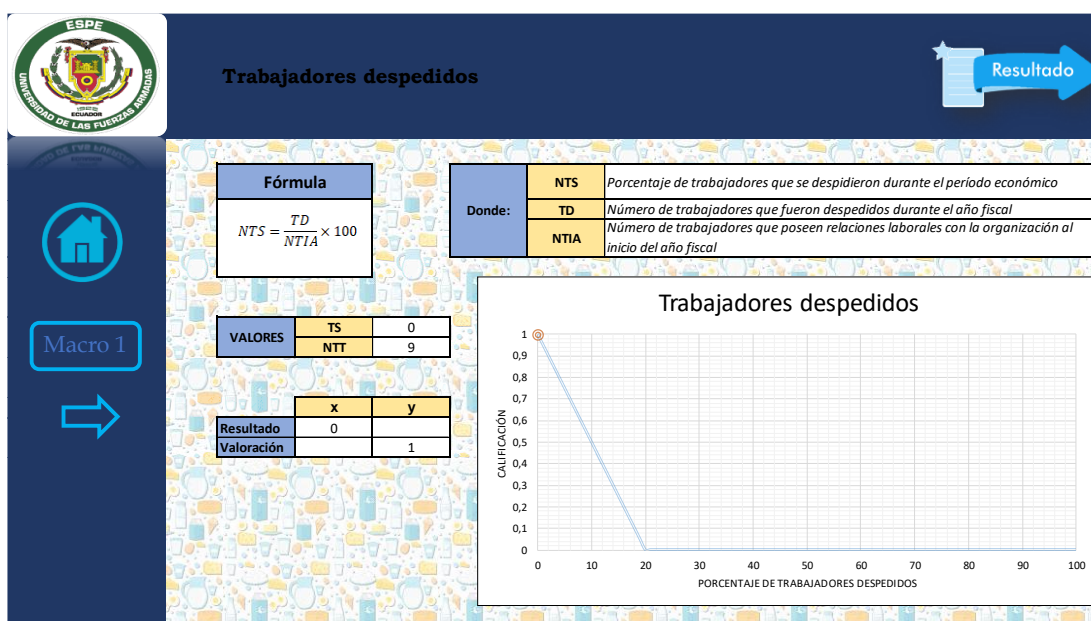 ESPE
UNIVERSIDAD DE LAS FUERZAS ARMADAS
ECUADOR
Trabajadores despedidos
Resultado
Macro 1
Fórmula
NTS = TD / NTIA × 100
Donde:
NTS Porcentaje de trabajadores que se despidieron durante el período económico
TD Número de trabajadores que fueron despedidos durante el año fiscal
NTIA Número de trabajadores que poseen relaciones laborales con la organización al
inicio del año fiscal
VALORES
TS 0
NTT 9
x y
Resultado 0
Valoración 1
Trabajadores despedidos
CALIFICACIÓN
1
0,9
0,8
0,7
0,6
0,5
0,4
0,3
0,2
0,1
0
0 10 20 30 40 50 60 70 80 90 100
PORCENTAJE DE TRABAJADORES DESPEDIDOS